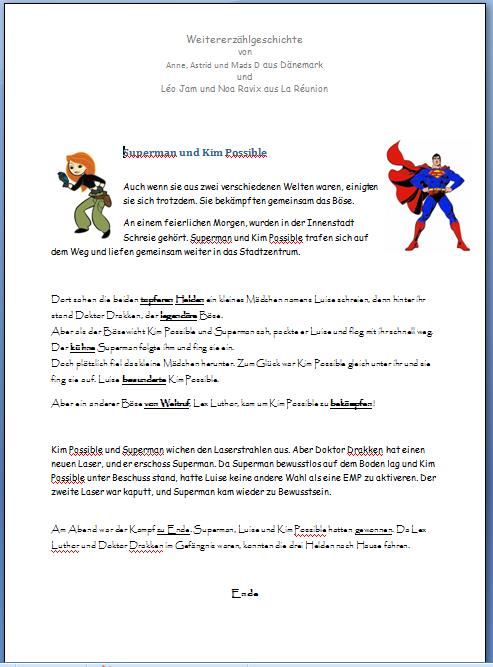 Weitererzählgeschichte
von
Anne, Astrid und Mads D aus Dänemark
und
Léo Jam und Noa Ravix aus La Réunion
Superman und Kim Possible
Auch wenn sie aus zwei verschiedenen Welten waren, einigten
sie sich trotzdem. Sie bekämpften gemeinsam das Böse.
An einem feierlichen Morgen, wurden in der Innenstadt
Schreie gehört. Superman und Kim Possible trafen sich auf
dem Weg und liefen gemeinsam weiter in das Stadtzentrum.
Dort sahen die beiden tapferen Helden ein kleines Mädchen namens Luise schreien, denn hinter ihr
stand Doktor Drakken, der legendäre Böse.
Aber als der Bösewicht Kim Possible und Superman sah, packte er Luise und flog mit ihr schnell weg.
Der kühne Superman folgte ihm und fing sie ein.
Doch plötzlich fiel das kleine Mädchen herunter. Zum Glück war Kim Possible gleich unter ihr und sie
fing sie auf. Luise bewunderte Kim Possible.
Aber ein anderer Böse von Weltruf, Lex Luthor, kam um Kim Possible zu bekämpfen!
Kim Possible und Superman wichen den Laserstrahlen aus. Aber Doktor Drakken hat einen
neuen Laser, und er erschoss Superman. Da Superman bewusstlos auf dem Boden lag und Kim
Possible unter Beschuss stand, hatte Luise keine andere Wahl als eine EMP zu aktiveren. Der
zweite Laser war kaputt, und Superman kam wieder zu Bewusstsein.
Am Abend war der Kampf zu Ende. Superman, Luise und Kim Possible hatten gewonnen. Da Lex
Luthor und Doktor Drakken im Gefängnis waren, konnten die drei Helden nach Hause fahren.
Ende